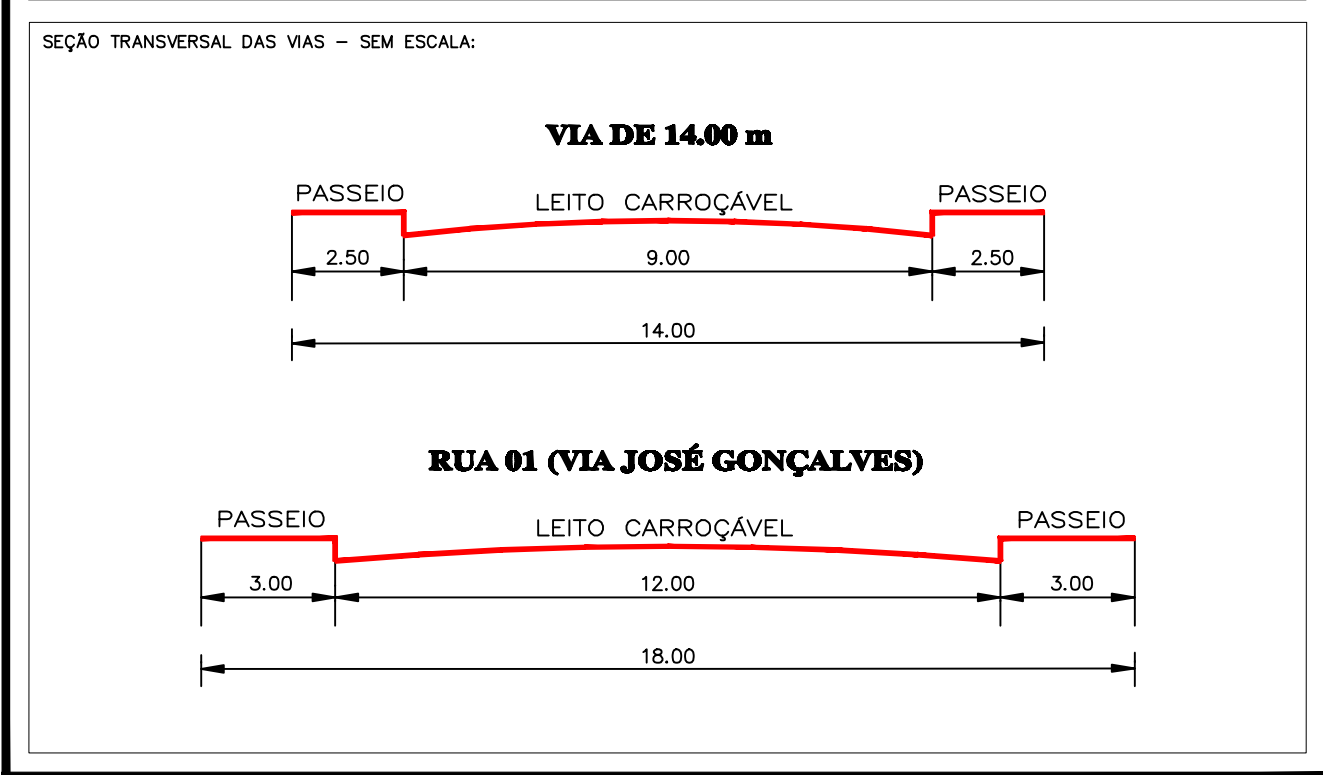 SEÇÃO TRANSVERSAL DAS VIAS – SEM ESCALA:
VIA DE 14.00 m
PASSEIO LEITO CARROÇÁVEL PASSEIO
2.50 9.00 2.50
14.00
RUA 01 (VIA JOSÉ GONÇALVES)
PASSEIO LEITO CARROÇÁVEL PASSEIO
3.00 12.00 3.00
18.00